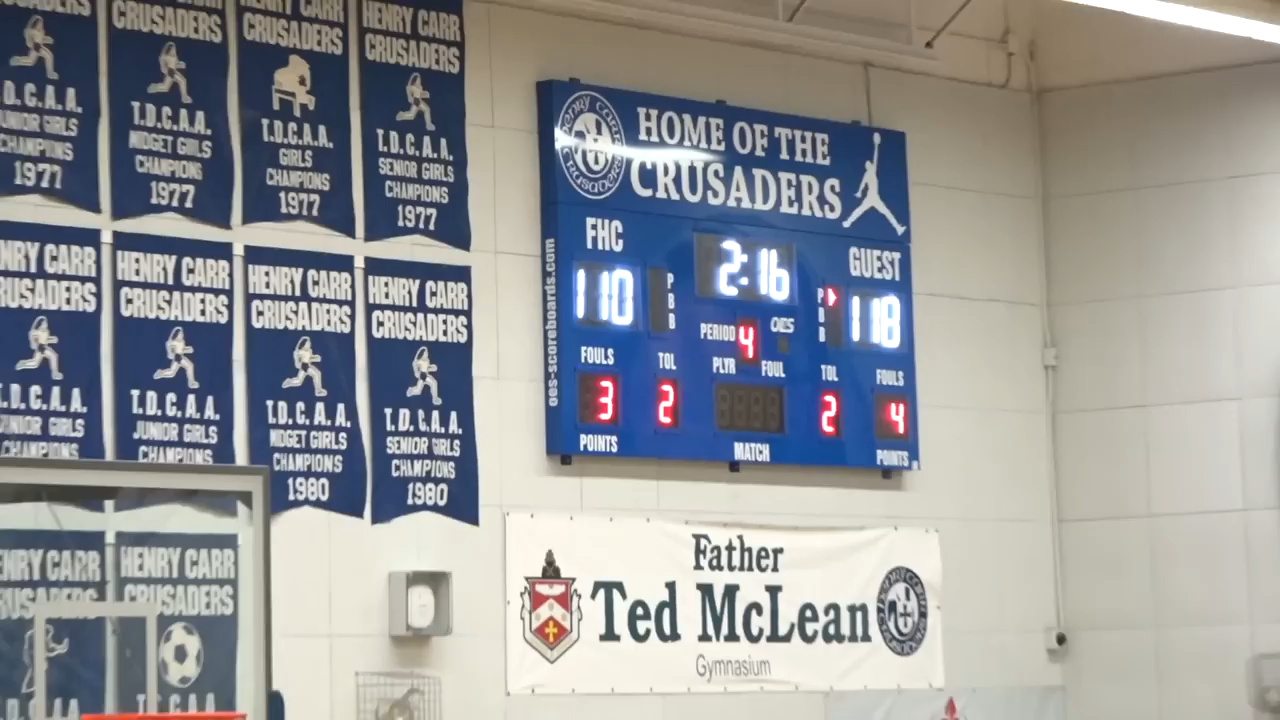 CRUSADERS
T.D.C.A.A.
JUNIOR GIRLS
CHAMPIONS
1977
HENRY CARR
CRUSADERS
T.D.C.A.A.
MIDGET GIRLS
CHAMPIONS
1977
HENRY CARR
CRUSADERS
T.D.C.A.A.
GIRLS
CHAMPIONS
1977
HENRY CARR
CRUSADERS
T.D.C.A.A.
SENIOR GIRLS
CHAMPIONS
1977
HENRY CARR
CRUSADERS
T.D.C.A.A.
JUNIOR GIRLS
CHAMPIONS
HENRY CARR
CRUSADERS
T.D.C.A.A.
JUNIOR GIRLS
CHAMPIONS
HENRY CARR
CRUSADERS
T.D.C.A.A.
MIDGET GIRLS
CHAMPIONS
1980
HENRY CARR
CRUSADERS
T.D.C.A.A.
SENIOR GIRLS
CHAMPIONS
1980
HENRY CARR
CRUSADERS
HENRY CARR
CRUSADERS
T.D.C.A.A.
HENRY CARR
CRUSADERS
HOME OF THE
CRUSADERS
oes-scoreboards.com
FHC
2:16
GUEST
110
P
B
B
P
B
B
118
PERIOD 4
OES
FOULS
TOL
PLYR FOUL
TOL
FOULS
3
2
2
4
POINTS
MATCH
POINTS
Father
Ted McLean
Gymnasium